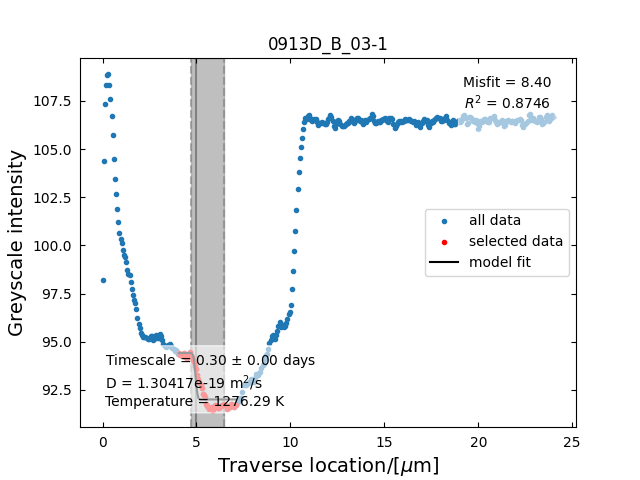 0913D_B_03-1
Misfit = 8.40
R² = 0.8746
107.5
105.0
102.5
100.0
97.5
95.0
92.5
Greyscale intensity
all data
selected data
model fit
Timescale = 0.30 ± 0.00 days
D = 1.30417e-19 m²/s
Temperature = 1276.29 K
0 5 10 15 20 25
Traverse location/[μm]